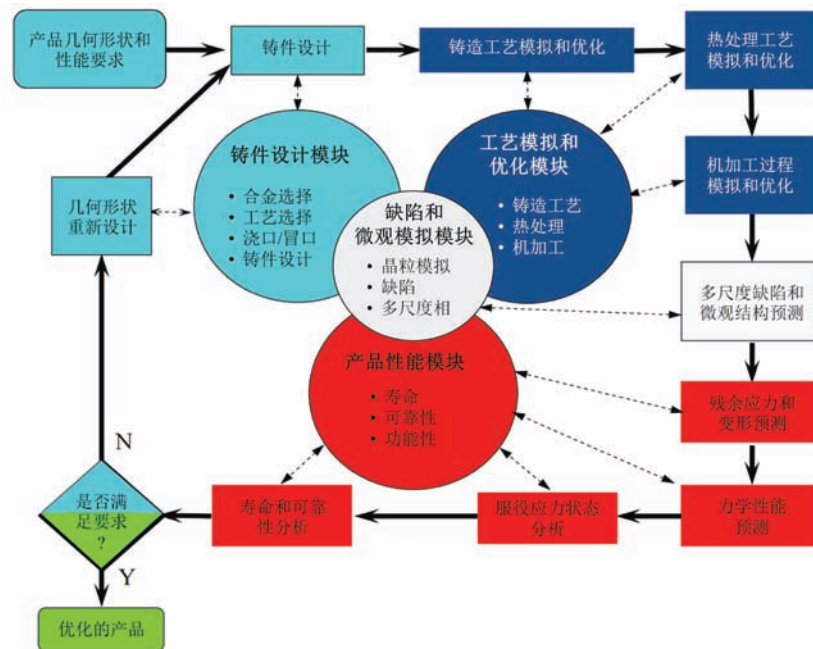 产品几何形状和
性能要求
铸件设计
铸造工艺模拟和优化
热处理工艺
模拟和优化
铸件设计模块
• 合金选择
• 工艺选择
• 浇口/冒口
• 铸件设计
工艺模拟和
优化模块
• 铸造工艺
• 热处理
• 机加工
机加工过程
模拟和优化
几何形状
重新设计
缺陷和
微观模拟模块
• 晶粒模拟
• 缺陷
• 多尺度相
多尺度缺陷和
微观结构预测
产品性能模块
• 寿命
• 可靠性
• 功能性
残余应力和
变形预测
力学性能
预测
服役应力状态
分析
寿命和可靠
性分析
N
是否满
足要求
?
Y
优化的产品